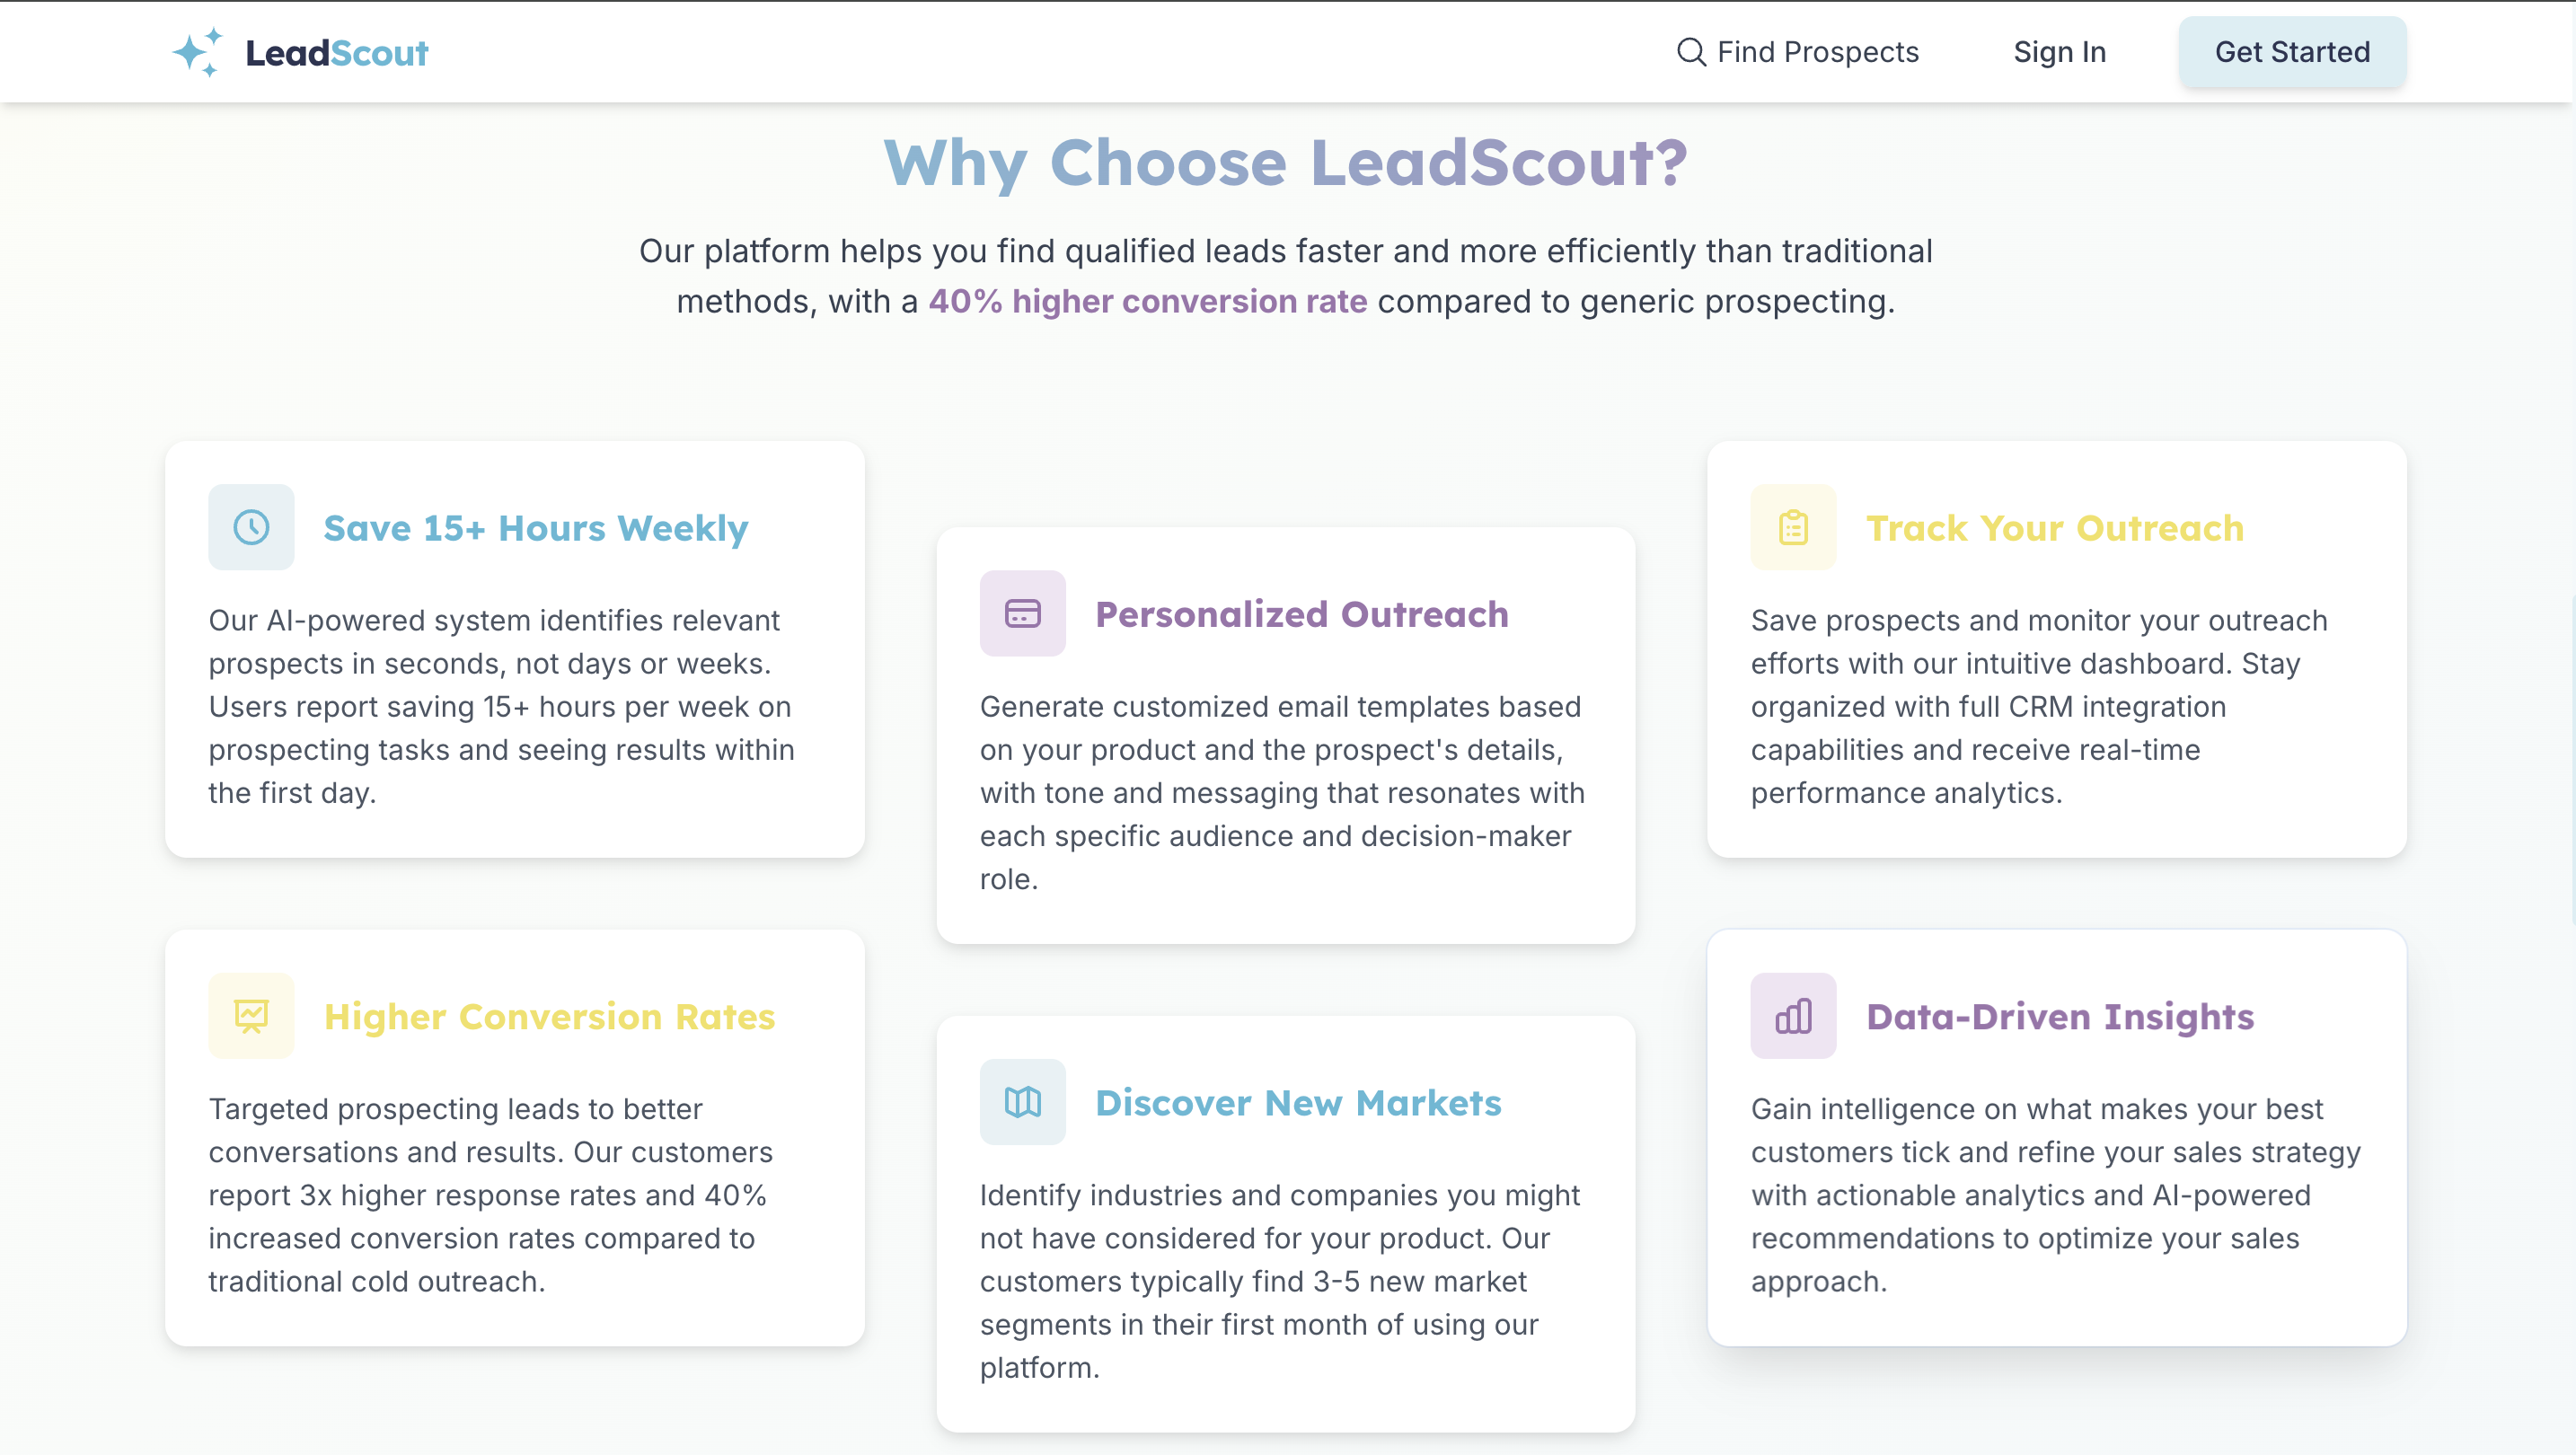 LeadScout
Find Prospects
Sign In
Get Started
Why Choose LeadScout?
Our platform helps you find qualified leads faster and more efficiently than traditional
methods, with a 40% higher conversion rate compared to generic prospecting.
Save 15+ Hours Weekly
Our AI-powered system identifies relevant
prospects in seconds, not days or weeks.
Users report saving 15+ hours per week on
prospecting tasks and seeing results within
the first day.
Personalized Outreach
Generate customized email templates based
on your product and the prospect's details,
with tone and messaging that resonates with
each specific audience and decision-maker
role.
Track Your Outreach
Save prospects and monitor your outreach
efforts with our intuitive dashboard. Stay
organized with full CRM integration
capabilities and receive real-time
performance analytics.
Higher Conversion Rates
Targeted prospecting leads to better
conversations and results. Our customers
report 3x higher response rates and 40%
increased conversion rates compared to
traditional cold outreach.
Discover New Markets
Identify industries and companies you might
not have considered for your product. Our
customers typically find 3-5 new market
segments in their first month of using our
platform.
Data-Driven Insights
Gain intelligence on what makes your best
customers tick and refine your sales strategy
with actionable analytics and AI-powered
recommendations to optimize your sales
approach.